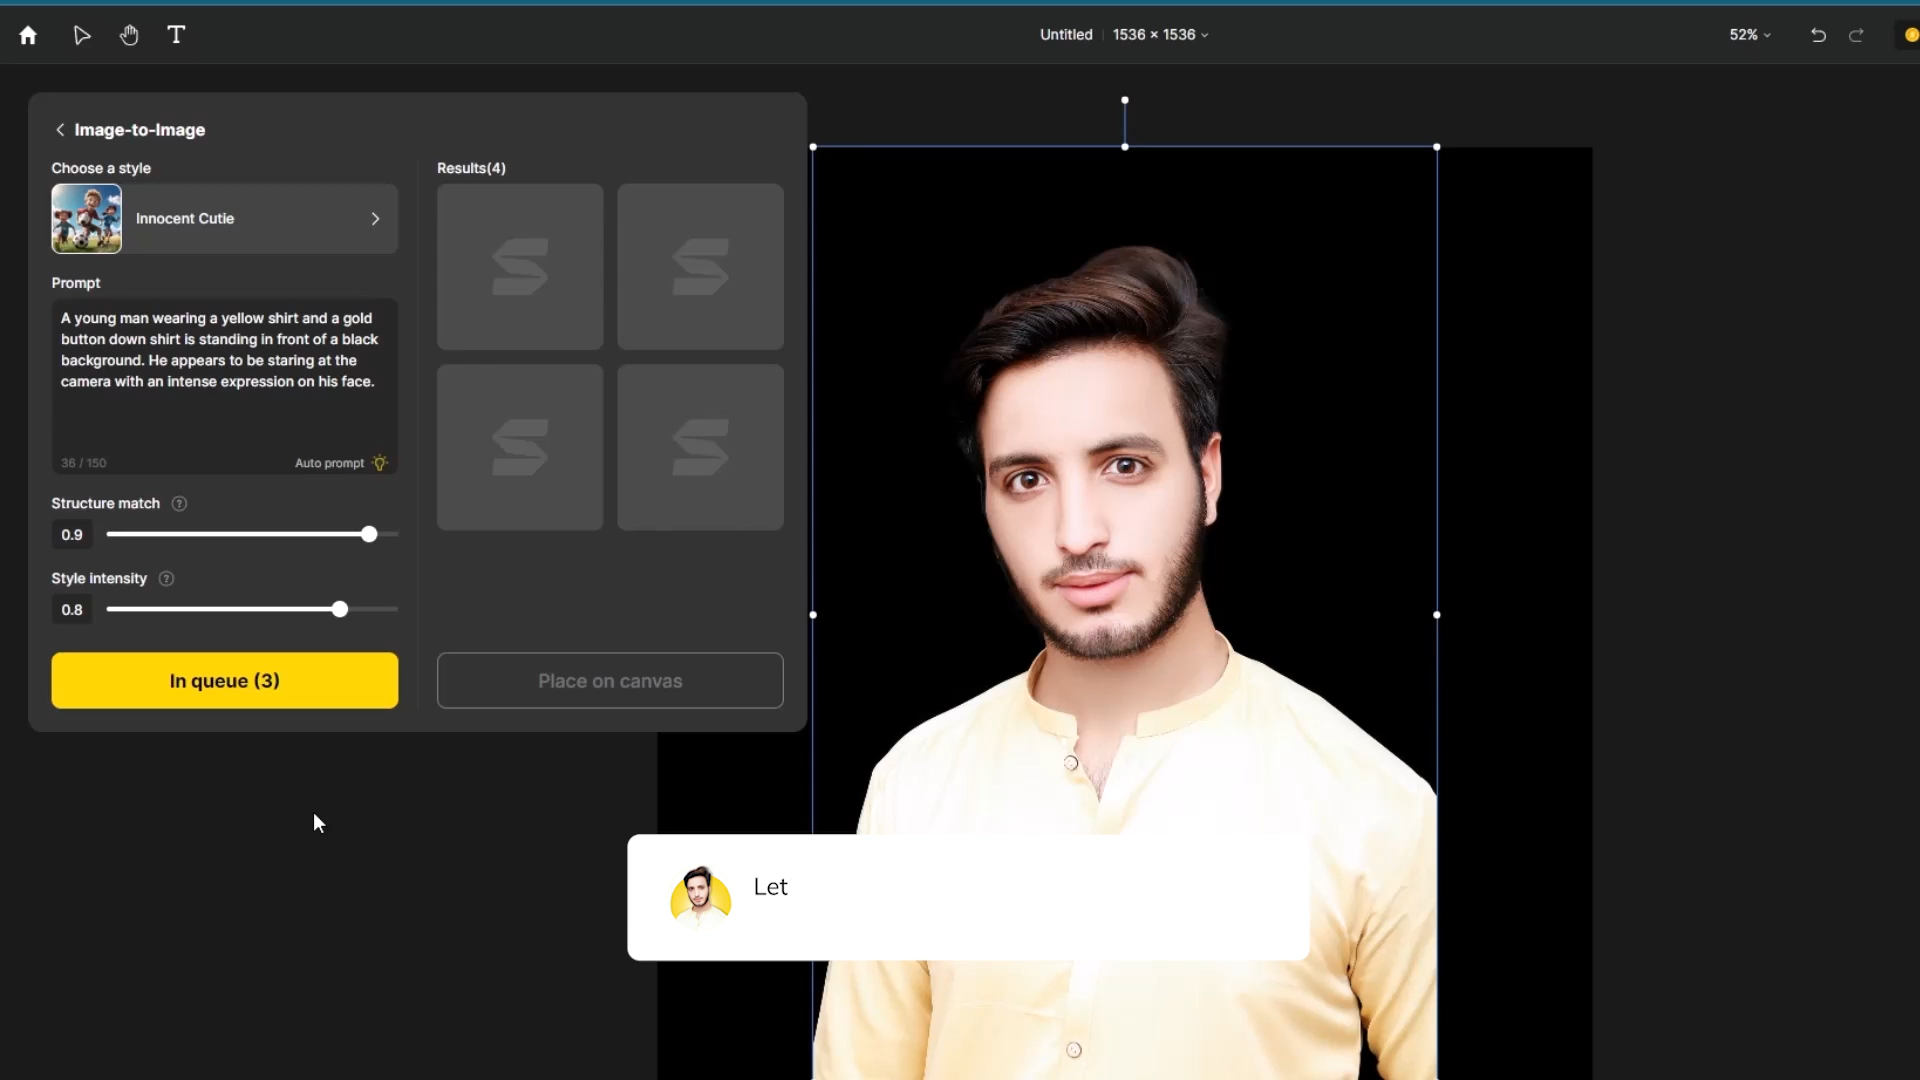 Untitled
1536 × 1536
52%
Image-to-Image
Choose a style
Innocent Cutie
Prompt
A young man wearing a yellow shirt and a gold
button down shirt is standing in front of a black
background. He appears to be staring at the
camera with an intense expression on his face.
36 / 150
Auto prompt
Structure match ?
0.9
Style intensity ?
0.8
In queue (3)
Results(4)
Place on canvas
Let